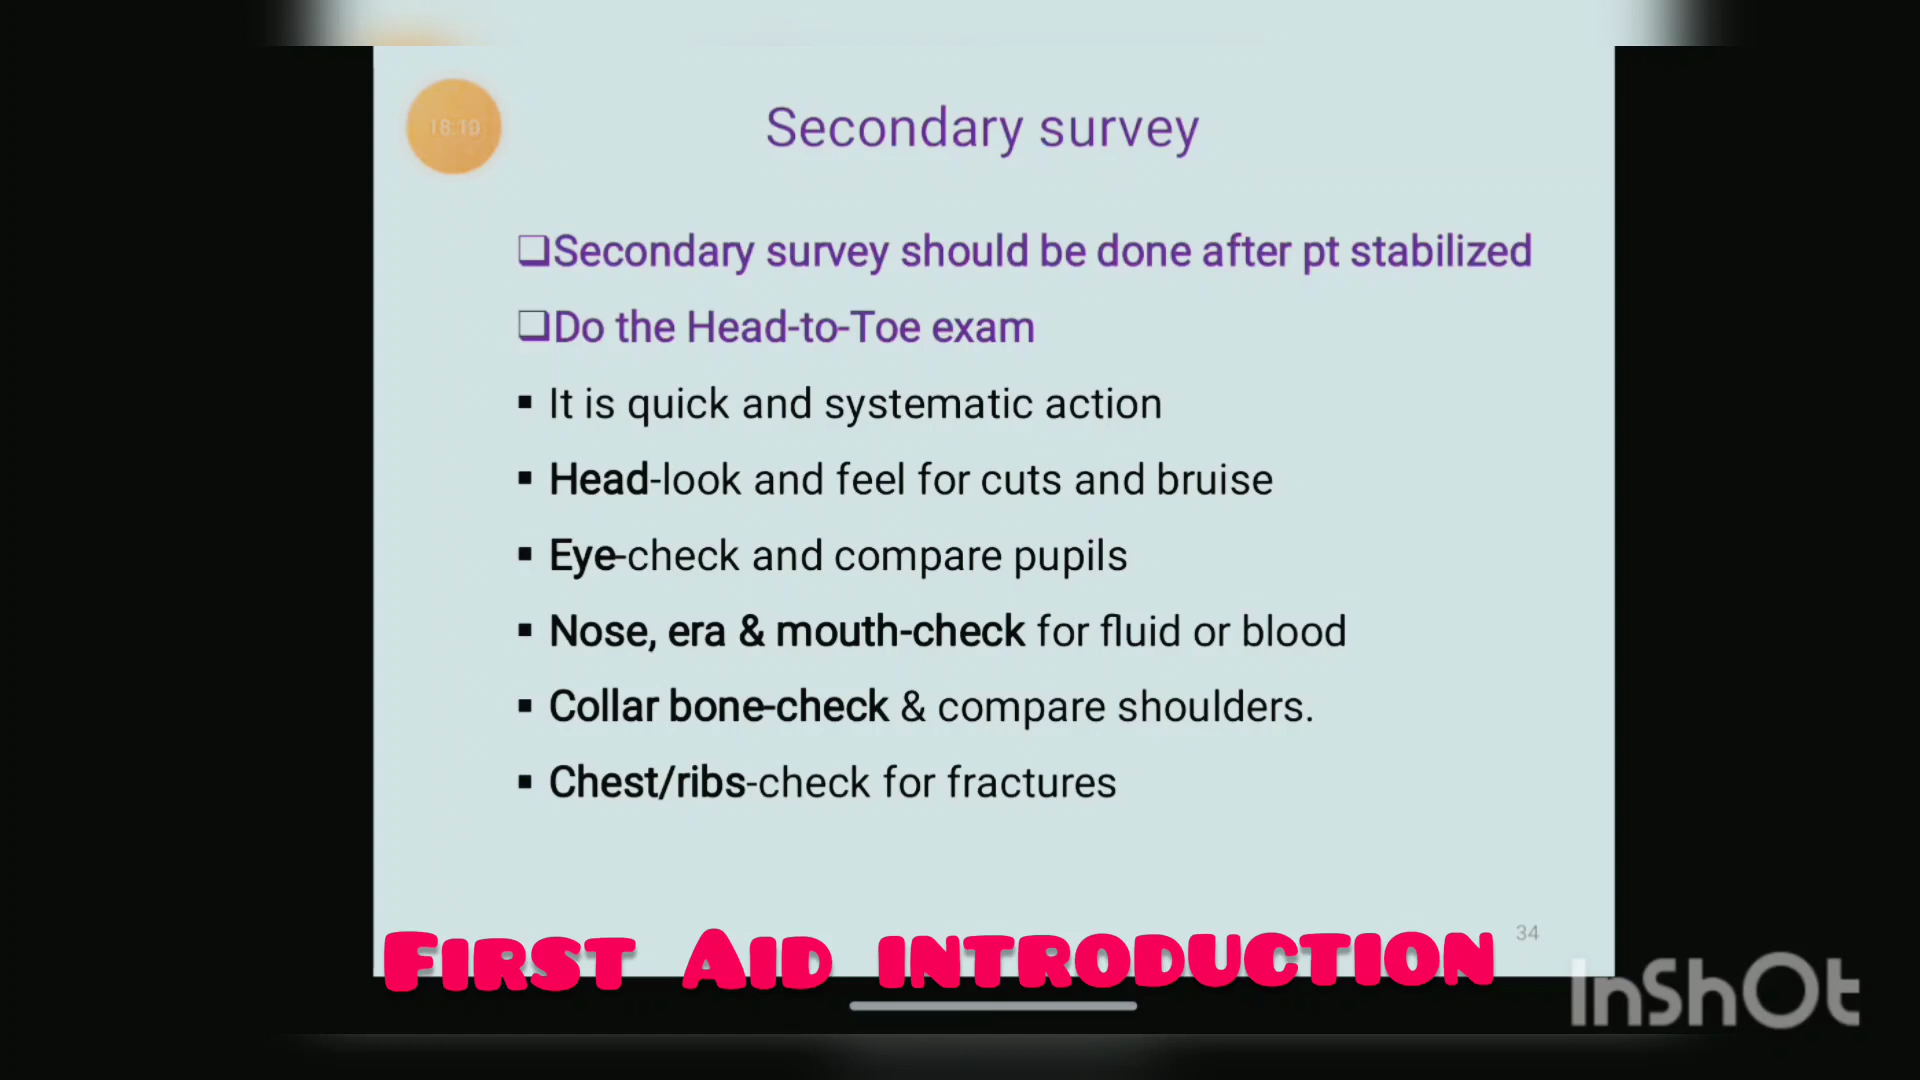 18:10
Secondary survey
❑Secondary survey should be done after pt stabilized
❑Do the Head-to-Toe exam
▪ It is quick and systematic action
▪ Head-look and feel for cuts and bruise
▪ Eye-check and compare pupils
▪ Nose, era & mouth-check for fluid or blood
▪ Collar bone-check & compare shoulders.
▪ Chest/ribs-check for fractures
34
First Aid introduction
InShOt